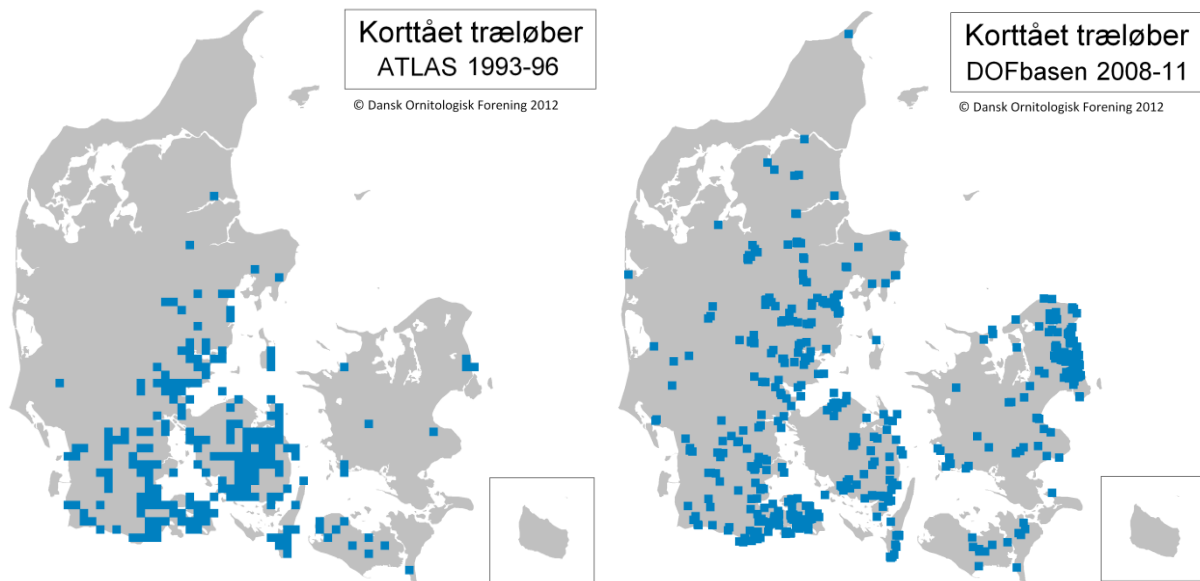 Korttået træløber
ATLAS 1993-96
© Dansk Ornitologisk Forening 2012
Korttået træløber
DOFbasen 2008-11
© Dansk Ornitologisk Forening 2012